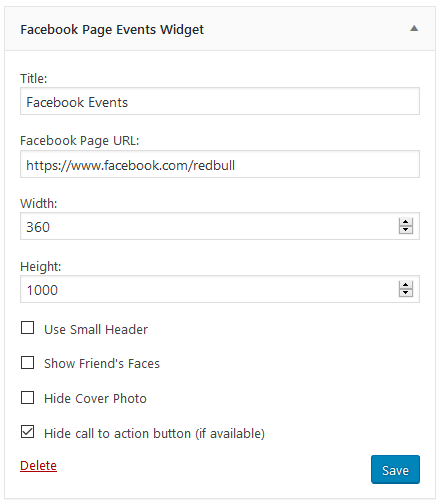 Facebook Page Events Widget
Title:
Facebook Events
Facebook Page URL:
https://www.facebook.com/redbull
Width:
360
Height:
1000
Use Small Header
Show Friend's Faces
Hide Cover Photo
Hide call to action button (if available)
Delete
Save